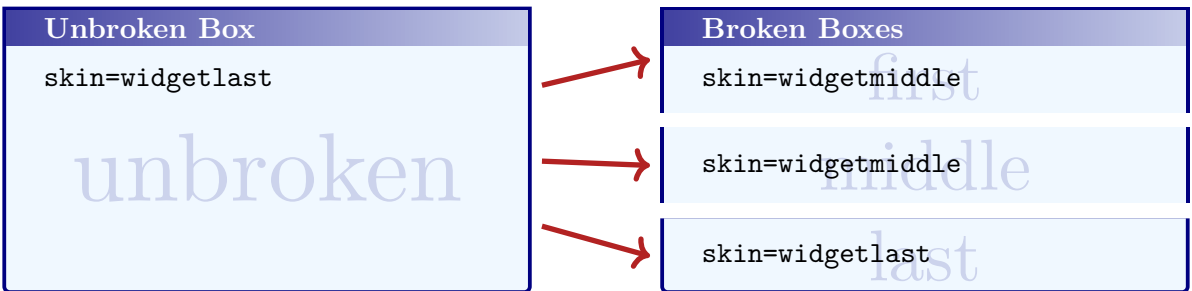 Unbroken Box
skin=widgetlast
unbroken
Broken Boxes
first
skin=widgetmiddle
middle
skin=widgetmiddle
last
skin=widgetlast